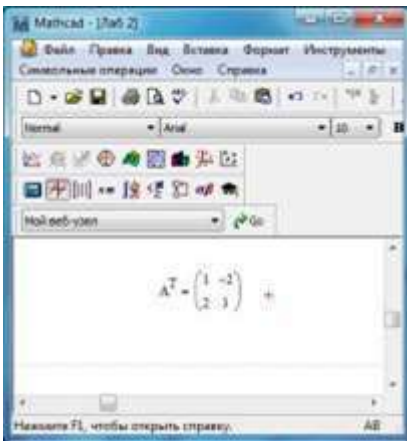 Mathcad - [Лаб 2]
Файл Правка Вид Вставка Формат Инструменты
Символьные операции Окно Справка
Normal Arial 10 B
Мой веб-узел Go
A^T = (1 -2
2 3)
Нажмите F1, чтобы открыть справку. AB